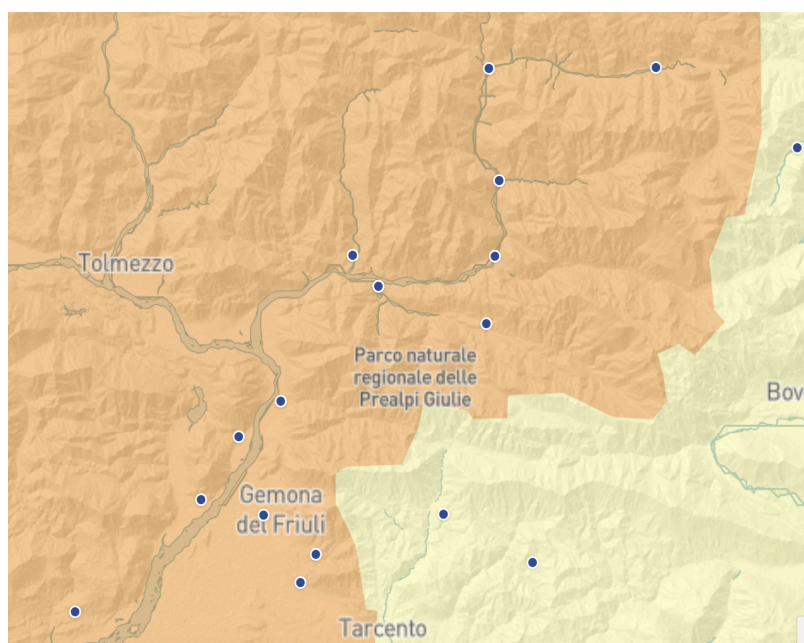 Tolmezzo
Parco naturale
regionale delle
Prealpi Giulie
Bov
Gemona
del Friuli
Tarcento